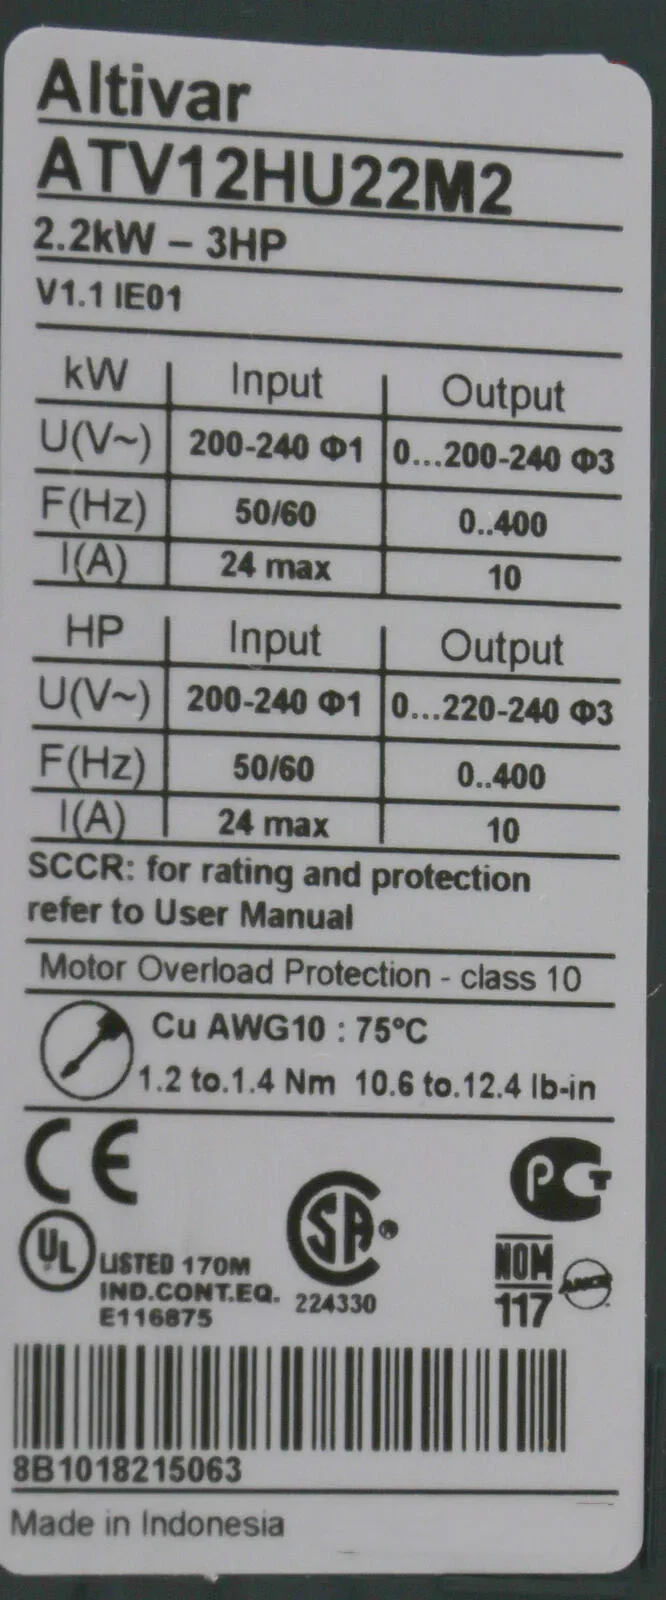 Altivar
ATV12HU22M2
2.2kW – 3HP
V1.1 IE01
kW Input Output
U(V~) 200-240 Φ1 0...200-240 Φ3
F(Hz) 50/60 0..400
I(A) 24 max 10
HP Input Output
U(V~) 200-240 Φ1 0...220-240 Φ3
F(Hz) 50/60 0..400
I(A) 24 max 10
SCCR: for rating and protection
refer to User Manual
Motor Overload Protection - class 10
Cu AWG10 : 75°C
1.2 to.1.4 Nm 10.6 to.12.4 lb-in
CE
UL LISTED 170M
IND.CONT.EQ.
E116875
SA ®
224330
PCT
NOM
117
ANCE
8B1018215063
Made in Indonesia